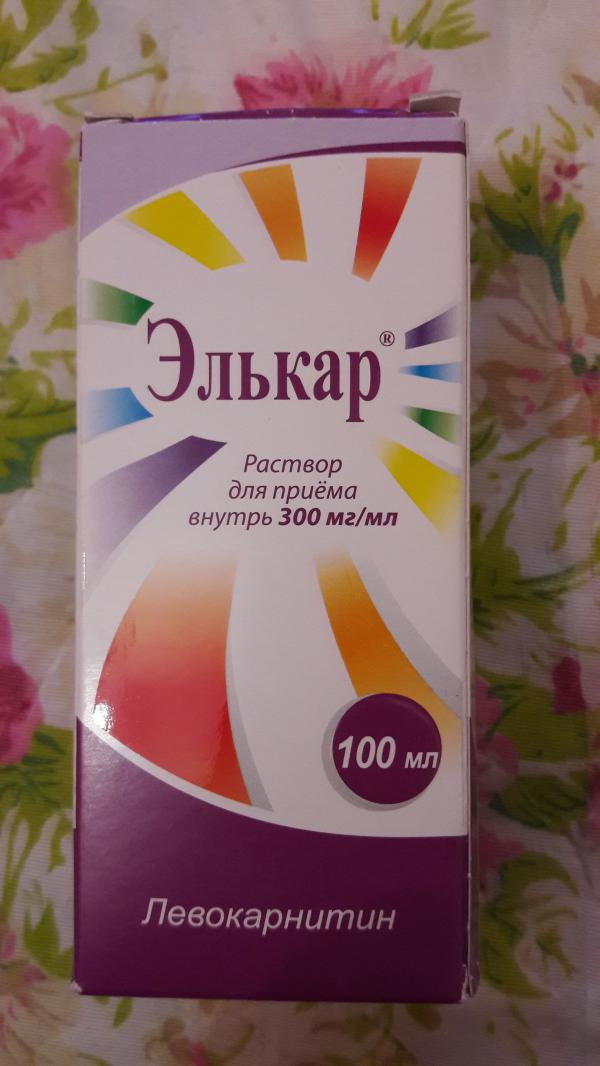 Элькар®
Раствор
для приёма
внутрь 300 мг/мл
100 мл
Левокарнитин